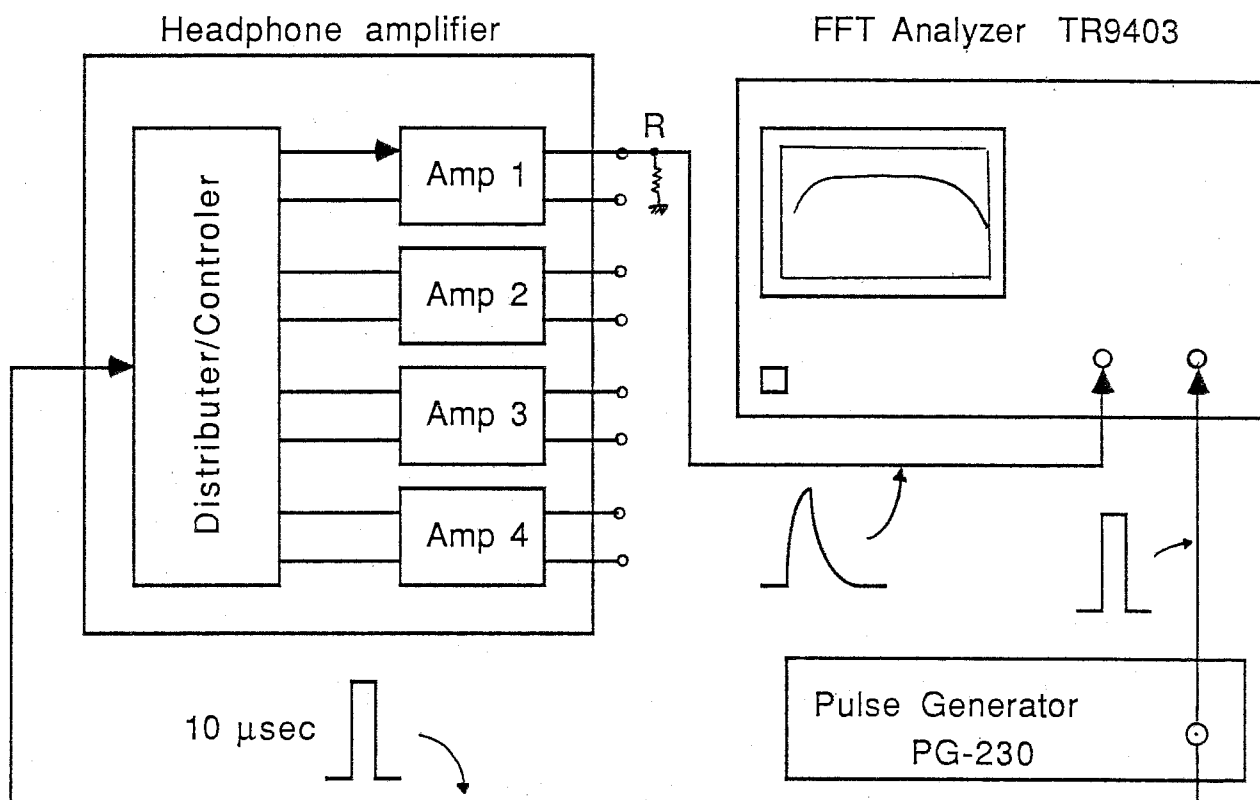 Headphone amplifier
FFT Analyzer TR9403
Distributer/Controler
Amp 1
Amp 2
Amp 3
Amp 4
R
10 μsec
Pulse Generator
PG-230